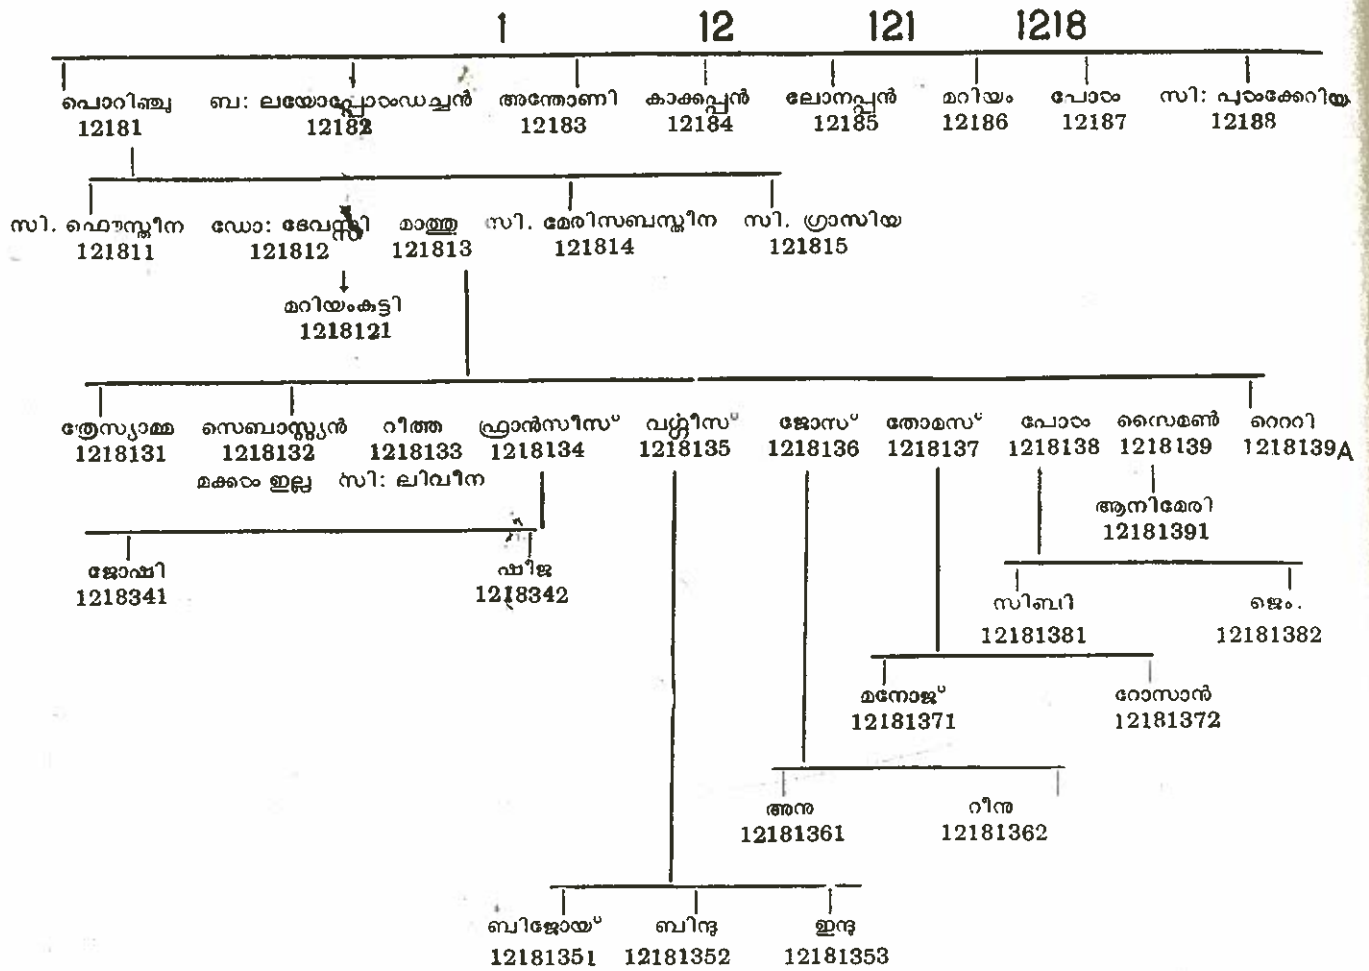 1 12 121 1218
പൊറിഞ്ചു ബ: ലയോപ്പോൾഡച്ചൻ അന്തോണി കാക്കപ്പൻ ലോനപ്പൻ മറിയം പോൾ സി: പുൾക്കേറിയ
12181 12182 12183 12184 12185 12186 12187 12188
സി. ഫൌസ്തീന ഡോ: ദേവസ്സി മാത്തു സി. മേരിസബസ്തീന സി. ഗ്രാസിയ
121811 121812 121813 121814 121815
മറിയംകുട്ടി
1218121
ത്രേസ്യാമ്മ സെബാസ്റ്റ്യൻ റീത്ത ഫ്രാൻസീസ് വർഗ്ഗീസ് ജോസ് തോമസ് പോൾ സൈമൺ റെററി
1218131 1218132 1218133 1218134 1218135 1218136 1218137 1218138 1218139 1218139A
മക്കൾ ഇല്ല സി: ലിവീന
ആനിമേരി
12181391
ജോഷി ഷീജ
1218341 1218342
സിബി ജെം.
12181381 12181382
മനോജ് റോസാൻ
12181371 12181372
അനു റീനു
12181361 12181362
ബിജോയ് ബിന്ദു ഇന്ദു
12181351 12181352 12181353